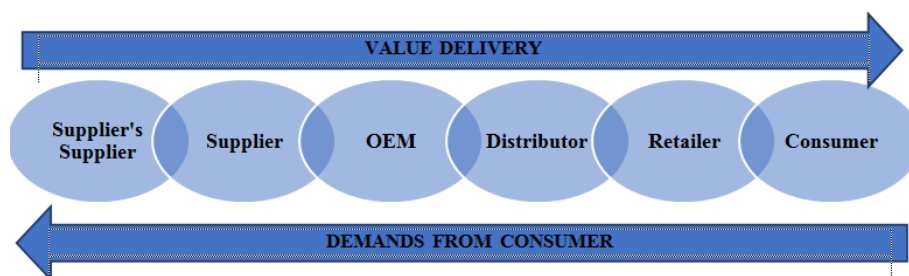 VALUE DELIVERY
Supplier's
Supplier
Supplier
OEM
Distributor
Retailer
Consumer
DEMANDS FROM CONSUMER